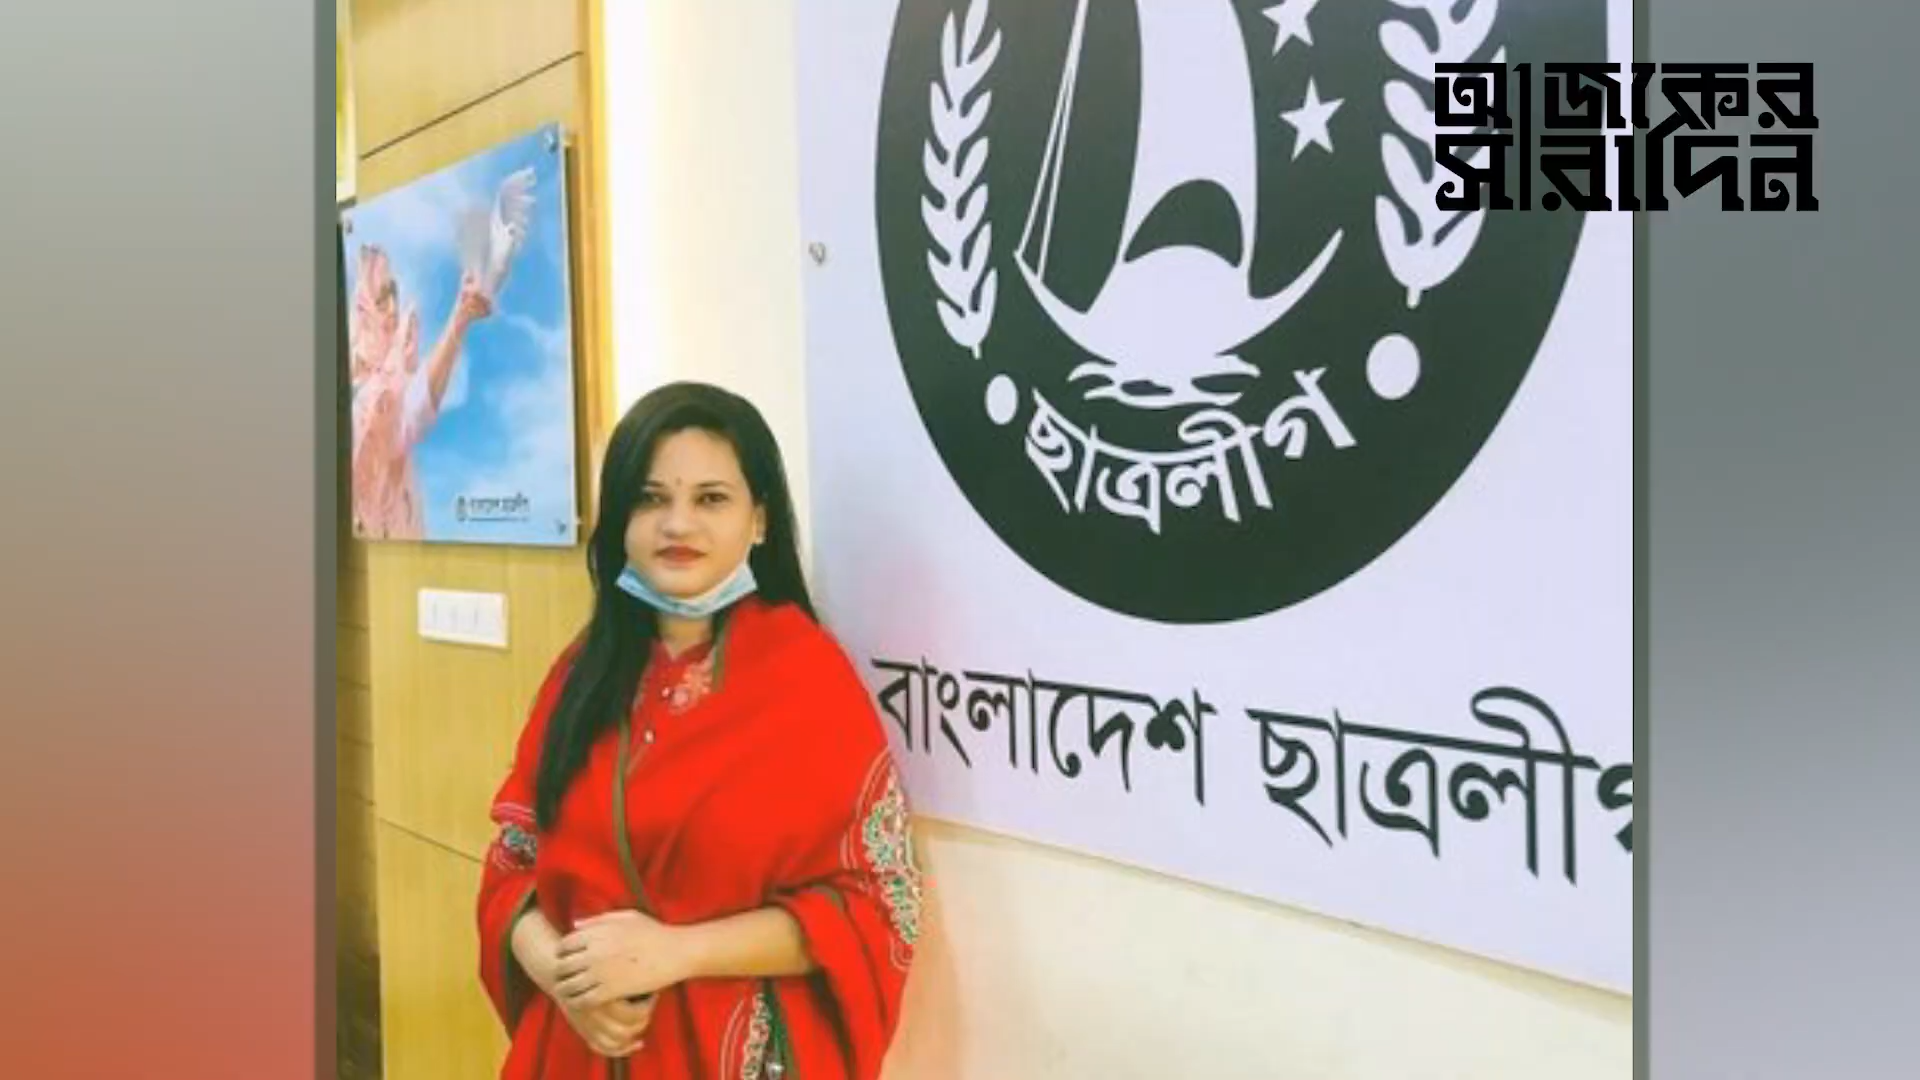 আজকের
সারাদিন
ছাত্রলীগ
বাংলাদেশ ছাত্রলীগ